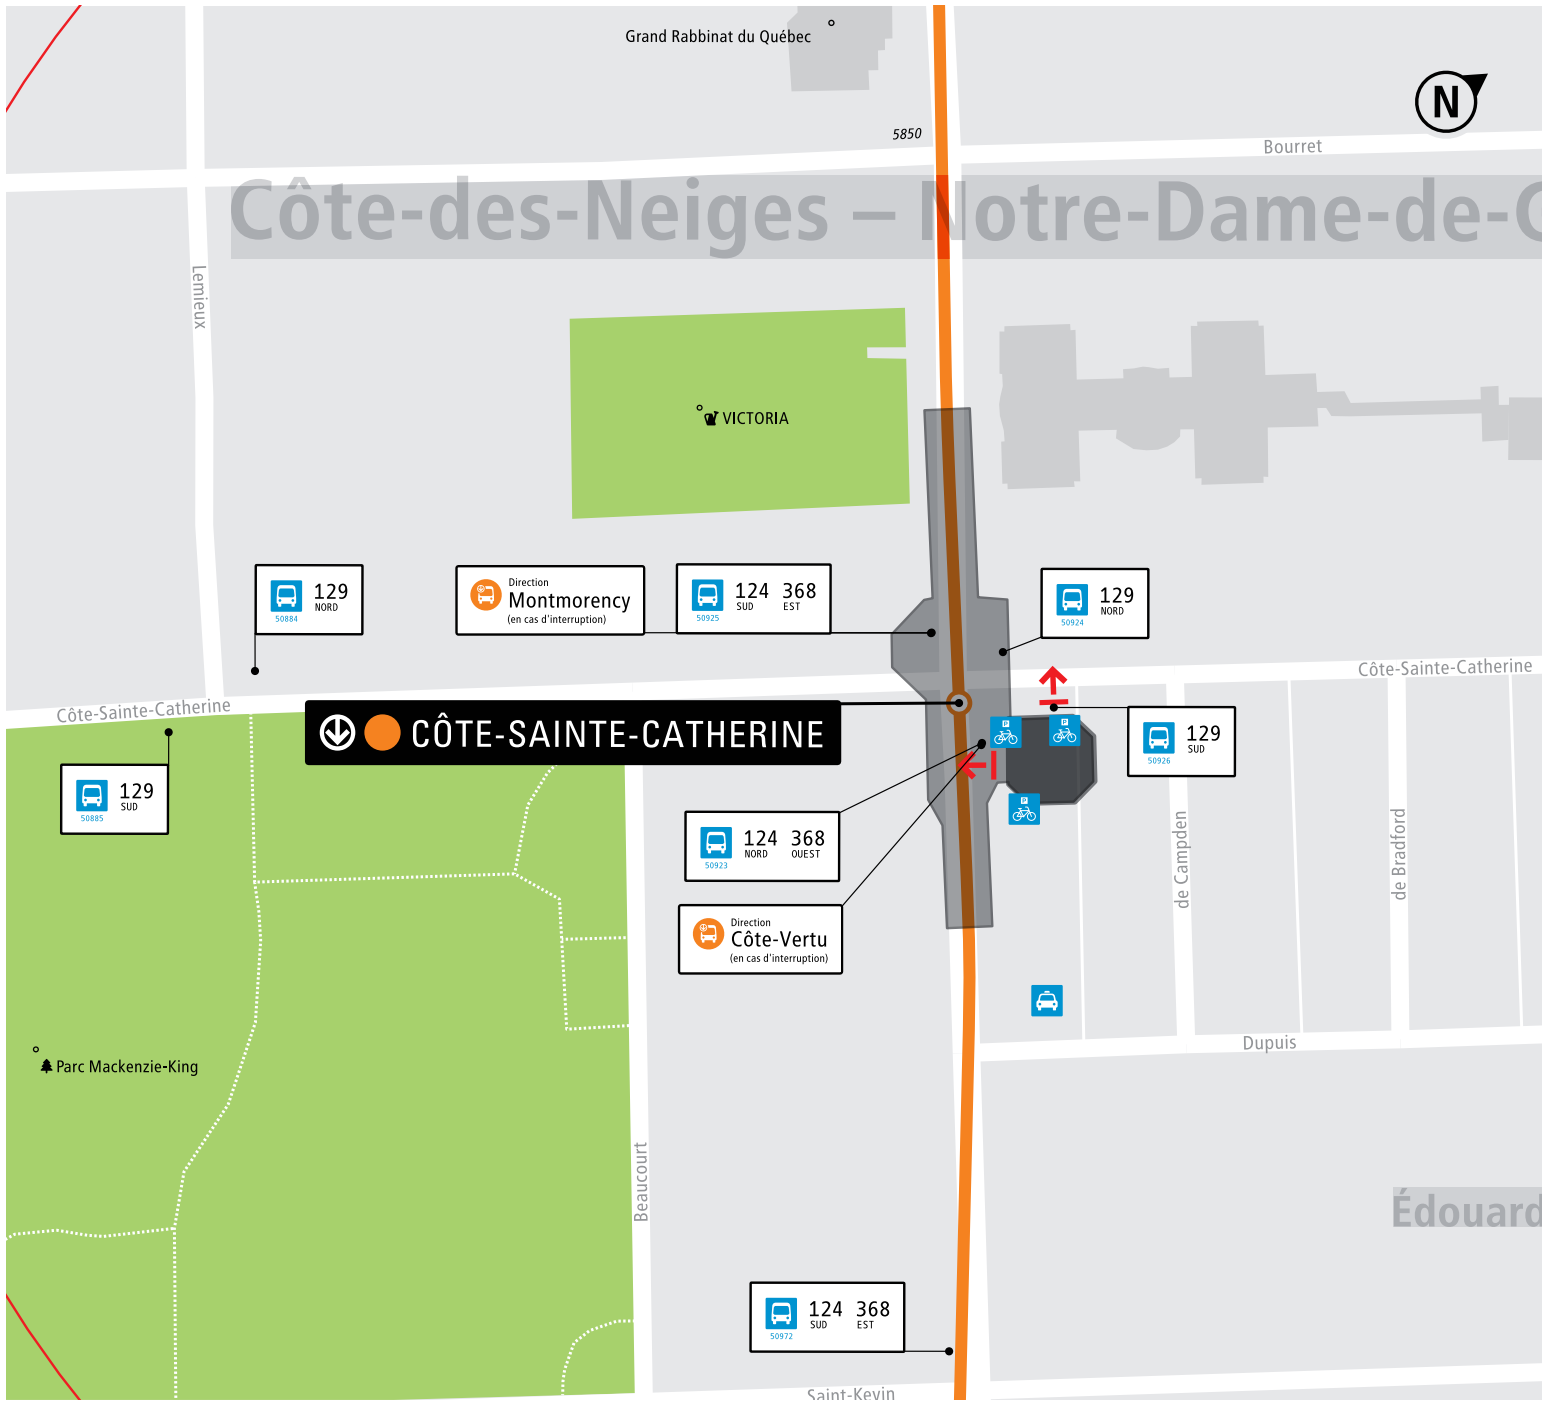 Grand Rabbinat du Québec
N
5850
Bourret
Côte-des-Neiges – Notre-Dame-de-G
Lemieux
VICTORIA
129
NORD
50884
Direction
Montmorency
(en cas d'interruption)
124 368
SUD EST
50925
129
NORD
50924
Côte-Sainte-Catherine
Côte-Sainte-Catherine
CÔTE-SAINTE-CATHERINE
P
P
129
SUD
50926
129
SUD
50885
P
124 368
NORD OUEST
50923
de Campden
de Bradford
Direction
Côte-Vertu
(en cas d'interruption)
Dupuis
Parc Mackenzie-King
Beaucourt
Édouard
124 368
SUD EST
50972
Saint-Kevin